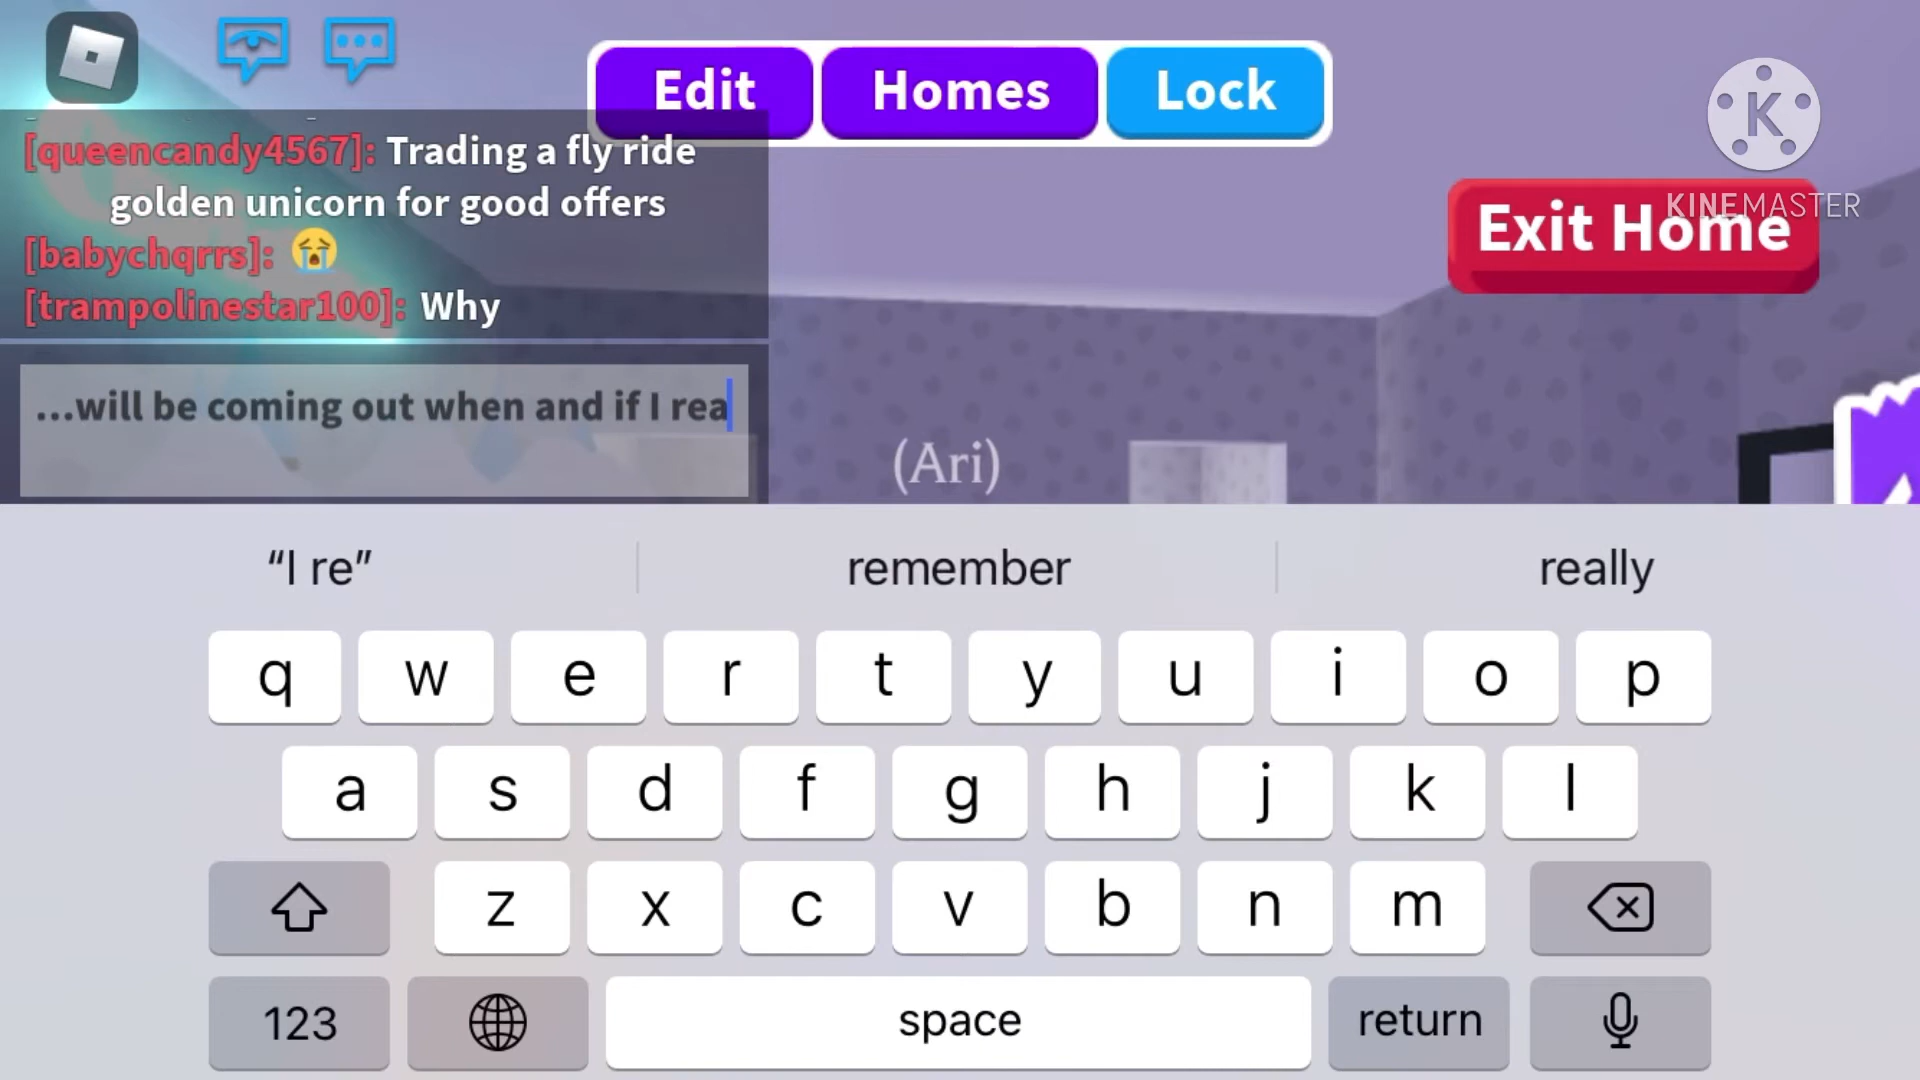 Edit Homes Lock
K
KINEMASTER
Exit Home
[queencandy4567]: Trading a fly ride
golden unicorn for good offers
[babychqrrs]: 😭
[trampolinestar100]: Why
...will be coming out when and if I rea
(Ari)
“I re” remember really
q w e r t y u i o p
a s d f g h j k l
z x c v b n m
123 space return